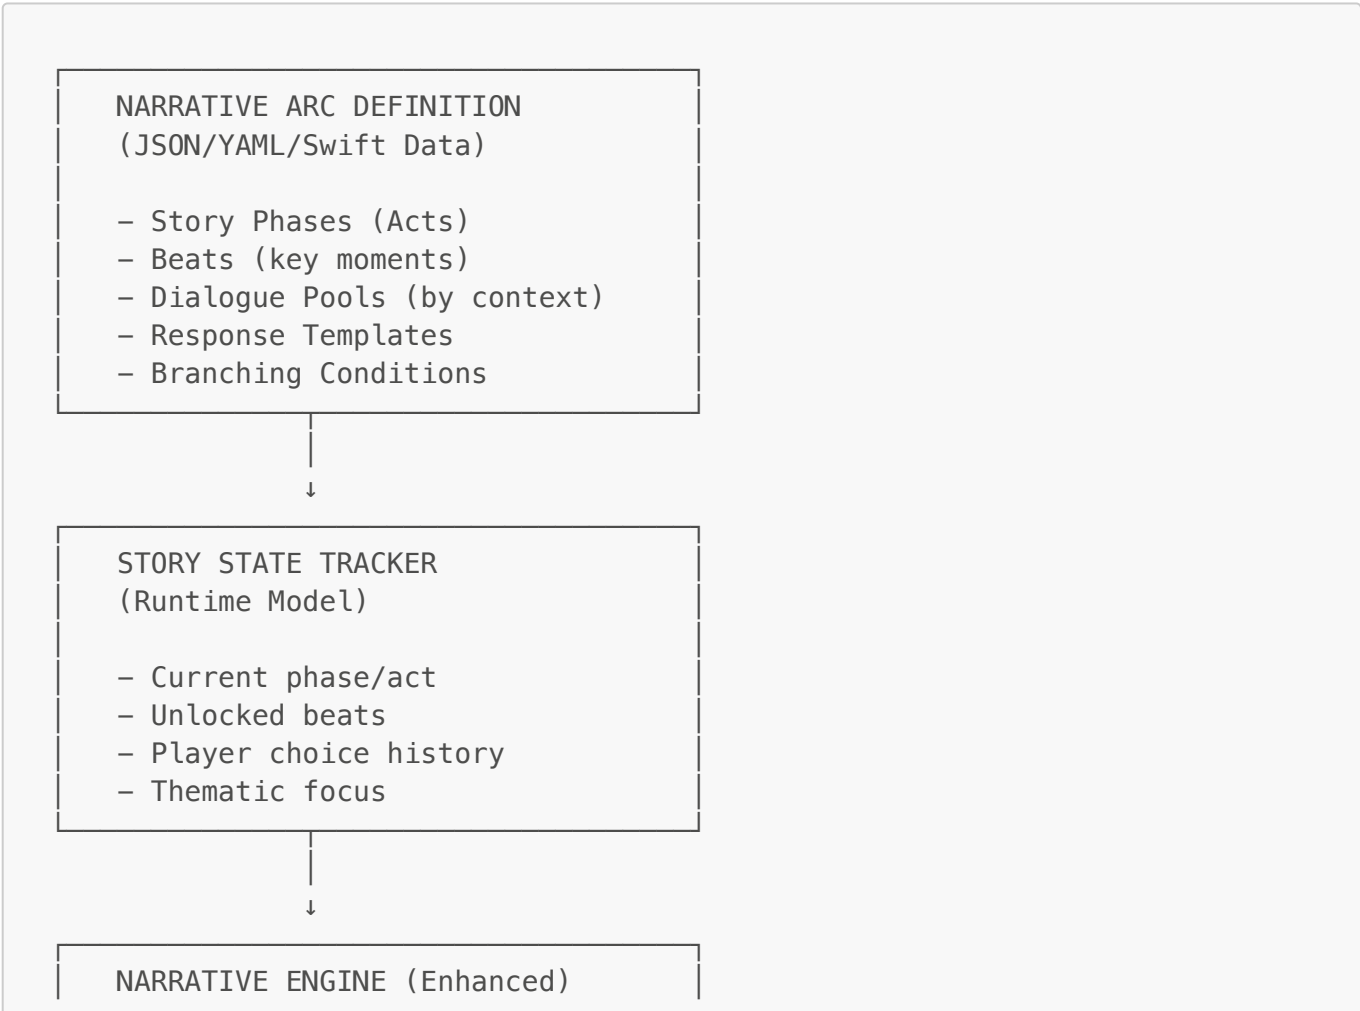 NARRATIVE ARC DEFINITION
(JSON/YAML/Swift Data)
– Story Phases (Acts)
– Beats (key moments)
– Dialogue Pools (by context)
– Response Templates
– Branching Conditions
↓
STORY STATE TRACKER
(Runtime Model)
– Current phase/act
– Unlocked beats
– Player choice history
– Thematic focus
↓
NARRATIVE ENGINE (Enhanced)